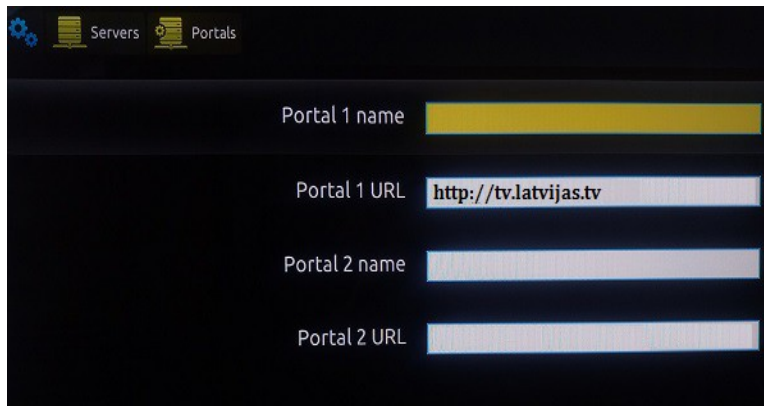 Servers Portals
Portal 1 name
Portal 1 URL http://tv.latvijas.tv
Portal 2 name
Portal 2 URL